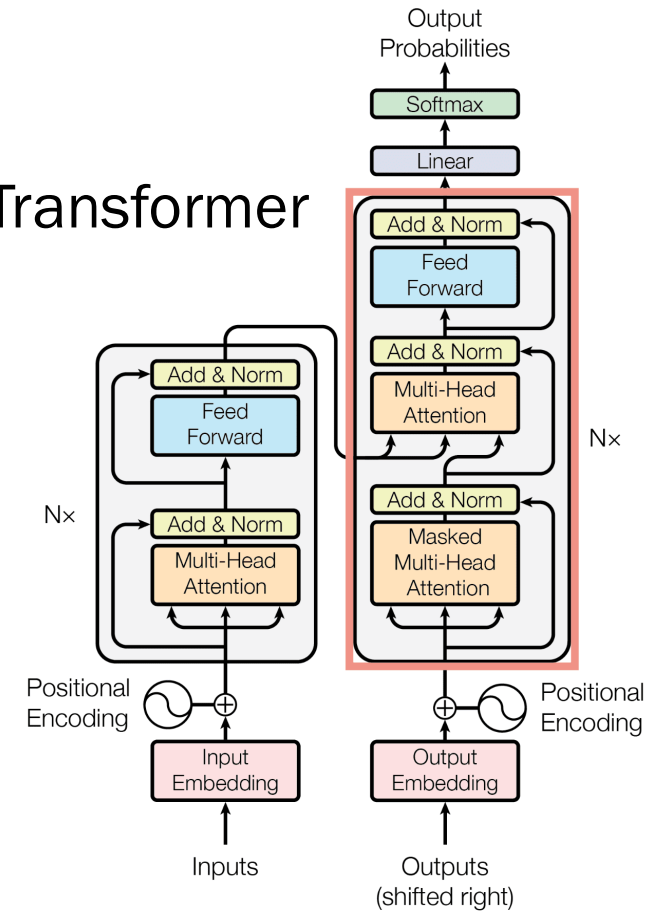 Output
Probabilities
Softmax
Linear
Transformer
Add & Norm
Feed
Forward
Add & Norm
Multi-Head
Attention
Add & Norm
Masked
Multi-Head
Attention
N×
Add & Norm
Feed
Forward
Add & Norm
Multi-Head
Attention
N×
Positional
Encoding
Positional
Encoding
Input
Embedding
Output
Embedding
Inputs
Outputs
(shifted right)